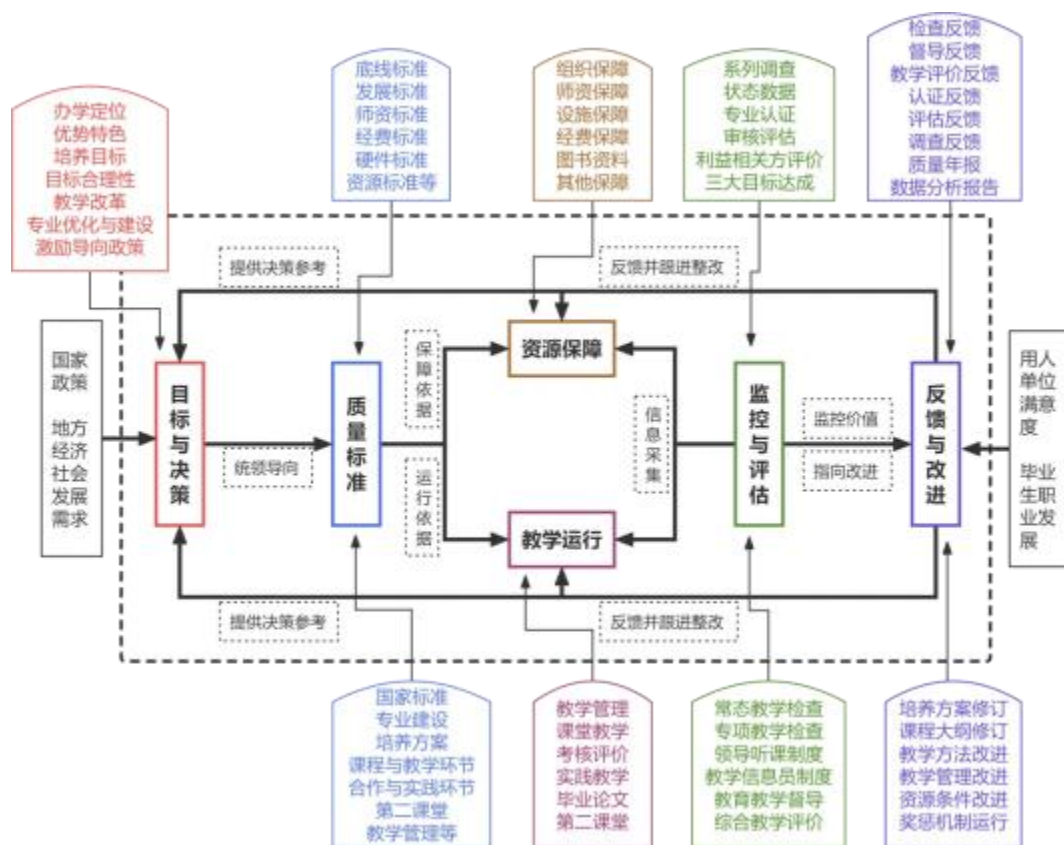 办学定位
优势特色
培养目标
目标合理性
教学改革
专业优化与建设
激励导向政策
底线标准
发展标准
师资标准
经费标准
硬件标准
资源标准等
组织保障
师资保障
设施保障
经费保障
图书资料
其他保障
系列调查
状态数据
专业认证
审核评估
利益相关方评价
三大目标达成
检查反馈
督导反馈
教学评价反馈
认证反馈
评估反馈
调查反馈
质量年报
数据分析报告
提供决策参考
反馈并跟进整改
国家
政策
地方
经济
社会
发展
需求
目标与决策
统领导向
质量标准
保障依据
运行依据
资源保障
教学运行
信息采集
监控与评估
监控价值
指向改进
反馈与改进
用人
单位
满意
度
毕业
生职
业发
展
提供决策参考
反馈并跟进整改
国家标准
专业建设
培养方案
课程与教学环节
合作与实践环节
第二课堂
教学管理等
教学管理
课堂教学
考核评价
实践教学
毕业论文
第二课堂
常态教学检查
专项教学检查
领导听课制度
教学信息员制度
教育教学督导
综合教学评价
培养方案修订
课程大纲修订
教学方法改进
教学管理改进
资源条件改进
奖惩机制运行